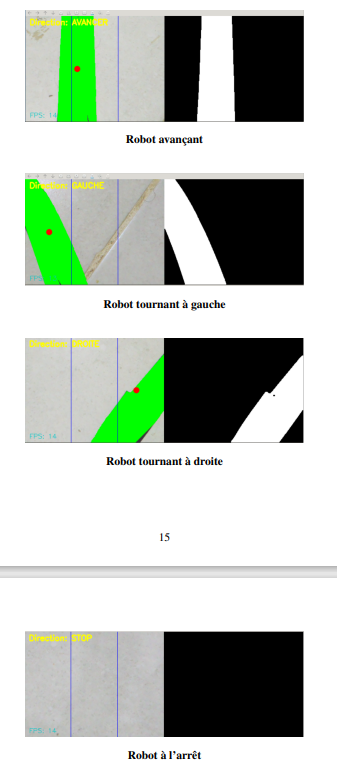 Direction: AVANCER
FPS: 14
Robot avançant
Direction: GAUCHE
Robot tournant à gauche
Direction: DROITE
FPS: 14
Robot tournant à droite
15
Direction: STOP
FPS: 14
Robot à l'arrêt